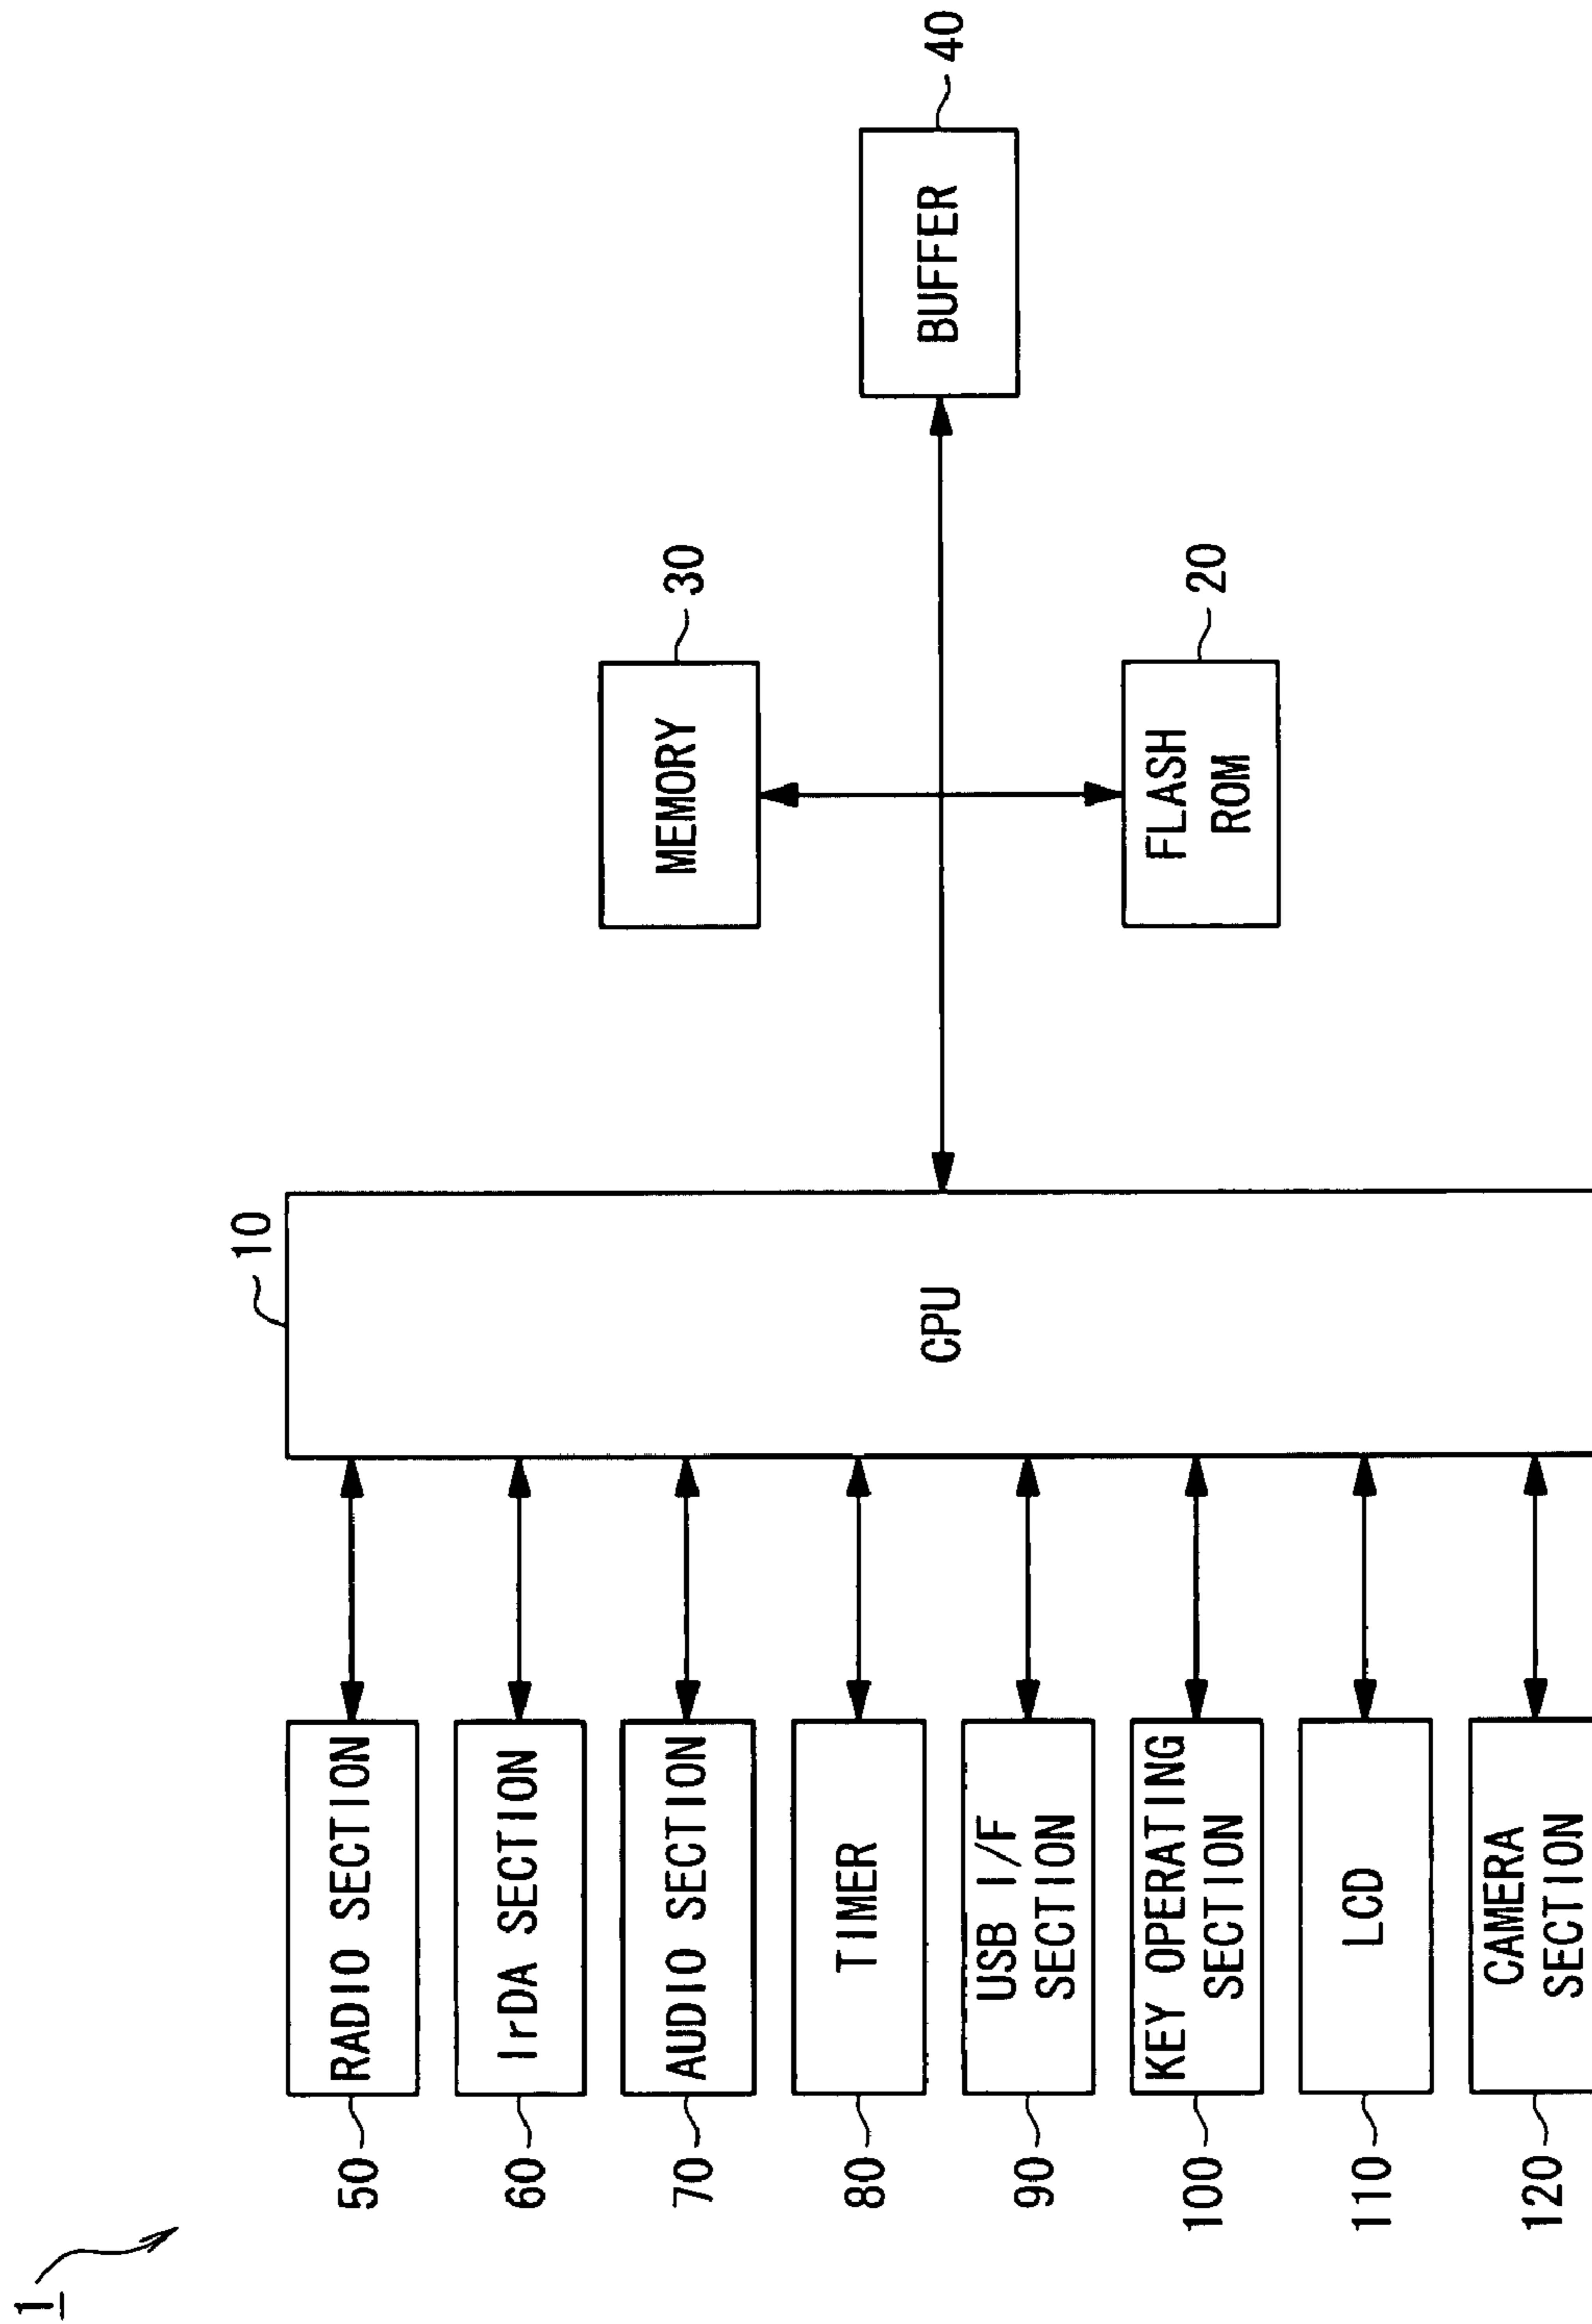 1
10
50
RADIO SECTION
60
IrDA SECTION
70
AUDIO SECTION
80
TIMER
90
USB I/F
SECTION
100
KEY OPERATING
SECTION
110
LCD
120
CAMERA
SECTION
CPU
MEMORY
30
FLASH
ROM
20
BUFFER
40